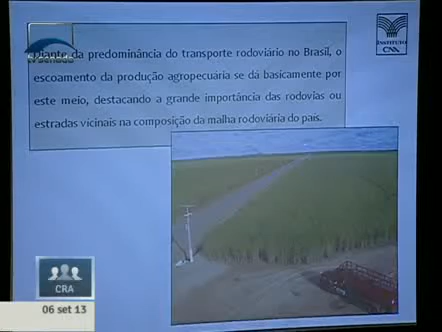 Diante da predominância do transporte rodoviário no Brasil, o
escoamento da produção agropecuária se dá basicamente por
este meio, destacando a grande importância das rodovias ou
estradas vicinais na composição da malha rodoviária do país.
INSTITUTO
CNA
CRA
06 set 13